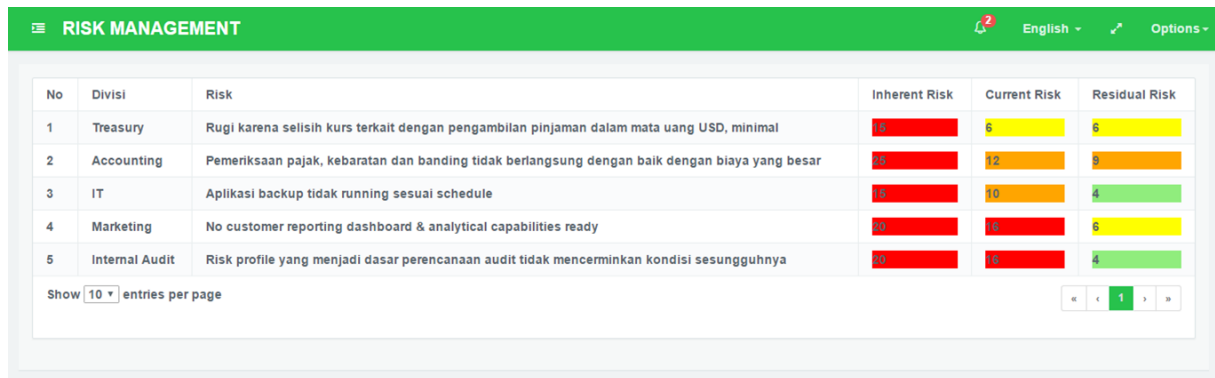 RISK MANAGEMENT 2 English Options
No Divisi Risk Inherent Risk Current Risk Residual Risk
1 Treasury Rugi karena selisih kurs terkait dengan pengambilan pinjaman dalam mata uang USD, minimal 15 6 6
2 Accounting Pemeriksaan pajak, kebaratan dan banding tidak berlangsung dengan baik dengan biaya yang besar 25 12 9
3 IT Aplikasi backup tidak running sesuai schedule 15 10 4
4 Marketing No customer reporting dashboard & analytical capabilities ready 20 16 6
5 Internal Audit Risk profile yang menjadi dasar perencanaan audit tidak mencerminkan kondisi sesungguhnya 20 16 4
Show 10 entries per page « ‹ 1 › »